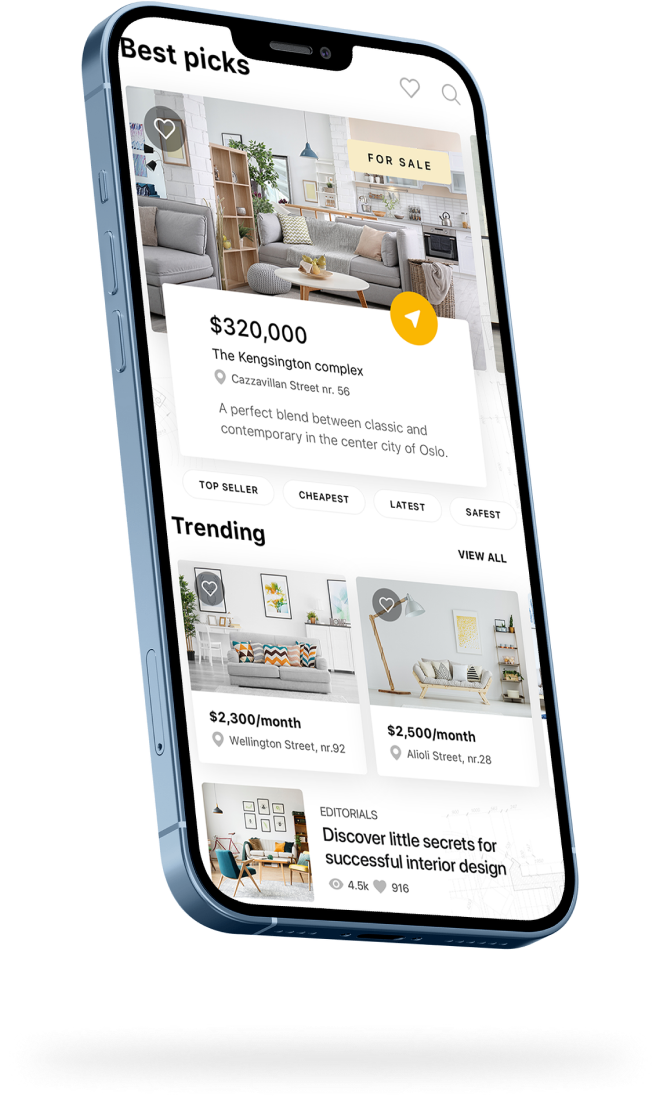 Best picks
FOR SALE
$320,000
The Kengsington complex
Cazzavillan Street nr. 56
A perfect blend between classic and
contemporary in the center city of Oslo.
TOP SELLER
CHEAPEST
LATEST
SAFEST
Trending
VIEW ALL
$2,300/month
Wellington Street, nr.92
$2,500/month
Alioli Street, nr.28
EDITORIALS
Discover little secrets for
successful interior design
4.5k
916